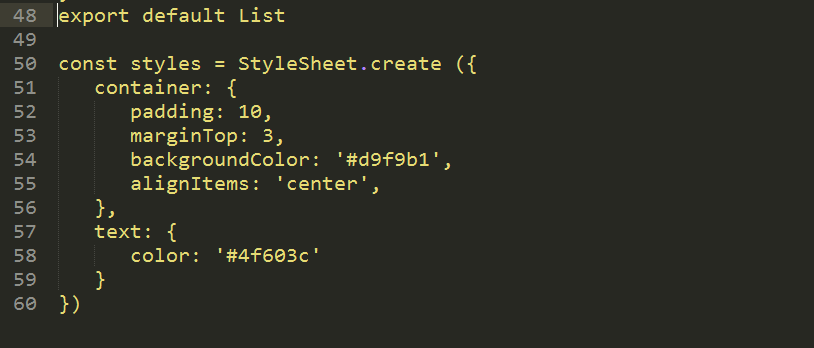 48 export default List
49
50 const styles = StyleSheet.create ({
51    container: {
52       padding: 10,
53       marginTop: 3,
54       backgroundColor: '#d9f9b1',
55       alignItems: 'center',
56    },
57    text: {
58       color: '#4f603c'
59    }
60 })